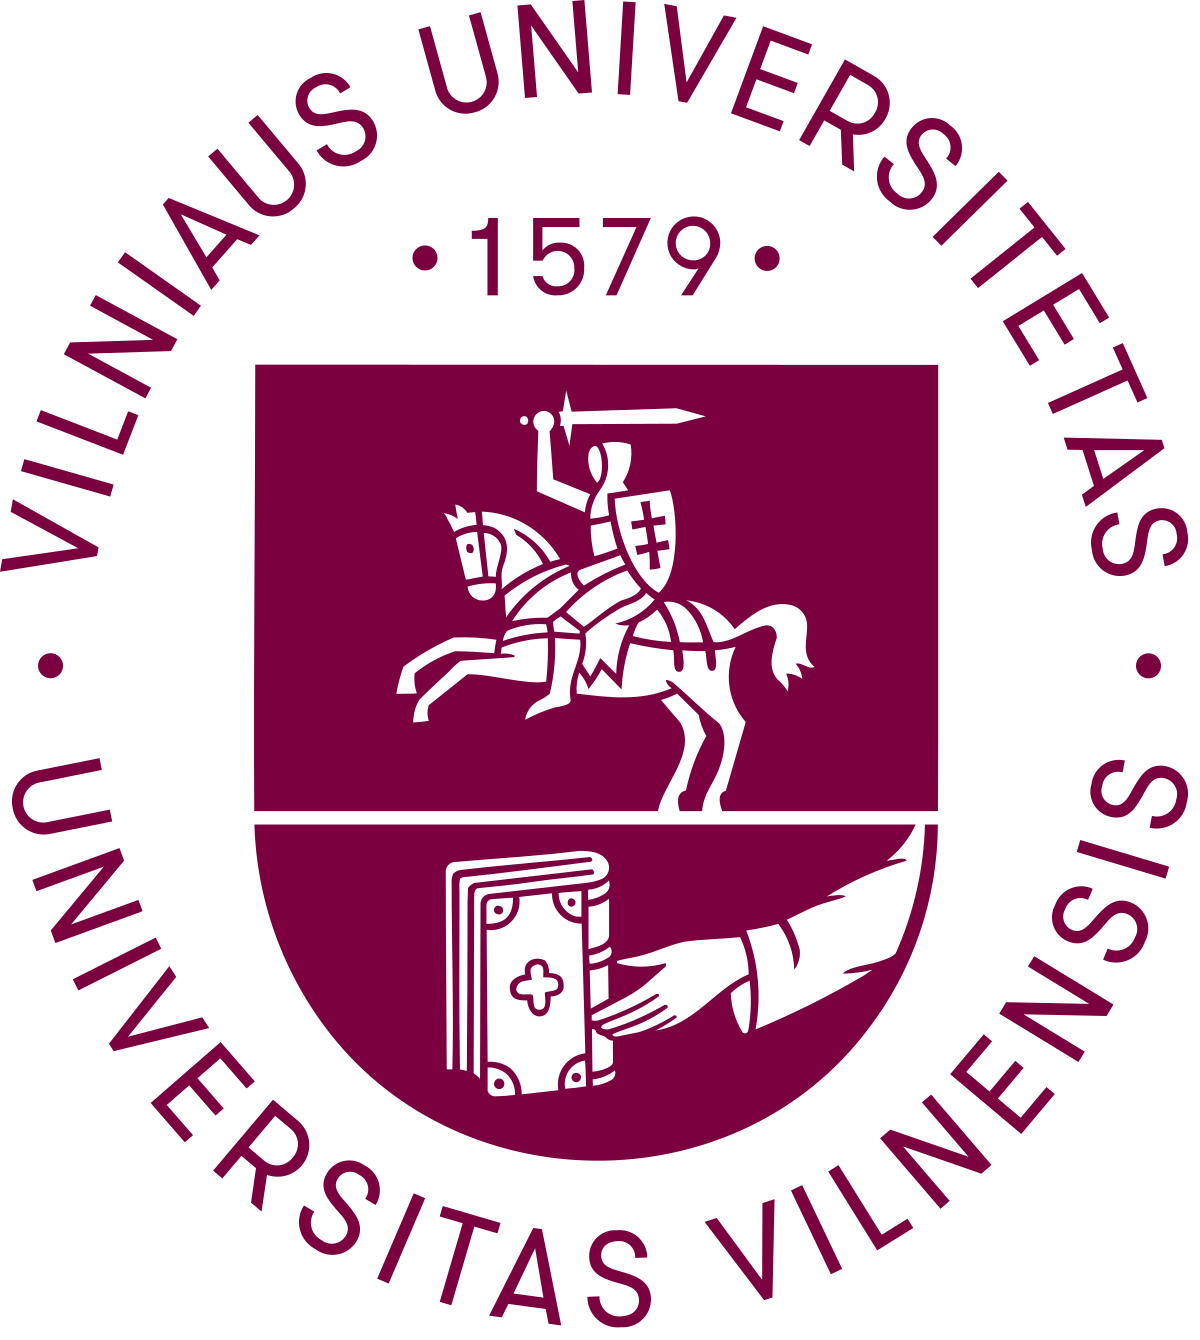 VILNIAUS UNIVERSITETAS
· 1579 ·
· UNIVERSITAS VILNENSIS ·